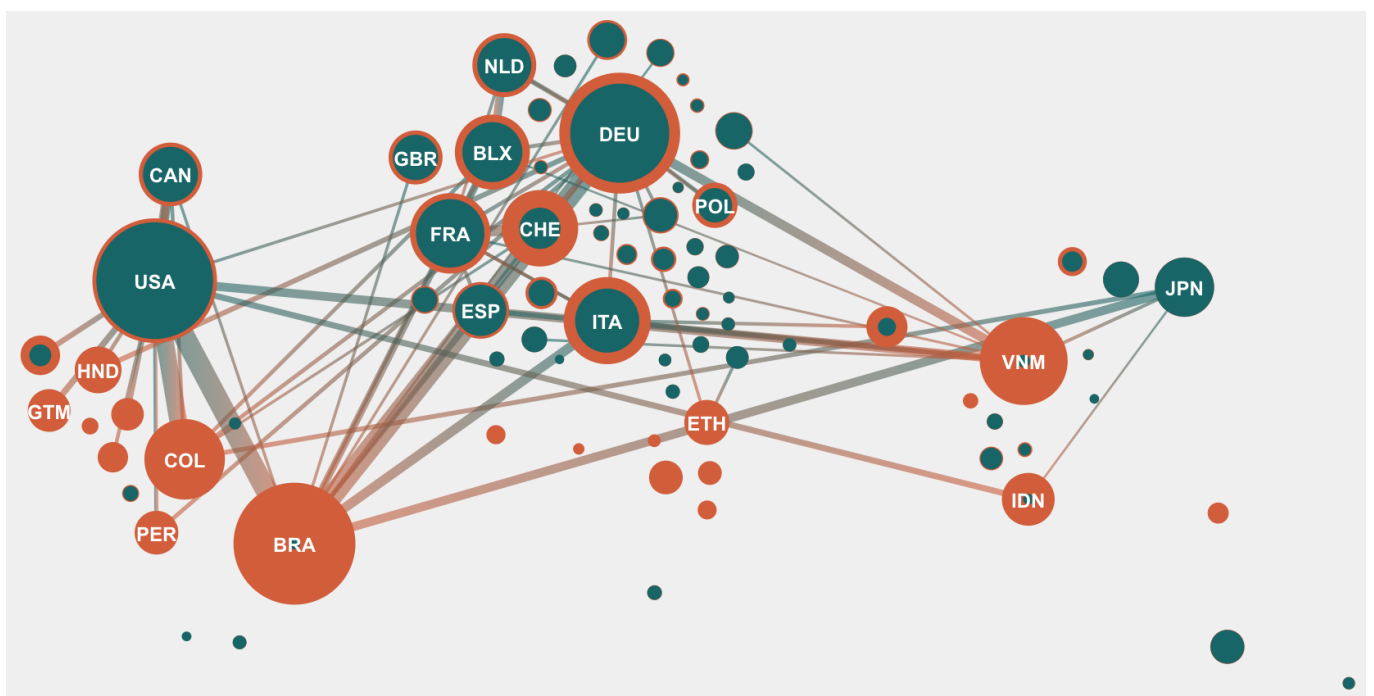 NLD
DEU
BLX
GBR
CAN
POL
FRA
CHE
USA
JPN
ESP
ITA
VNM
HND
GTM
ETH
COL
IDN
PER
BRA